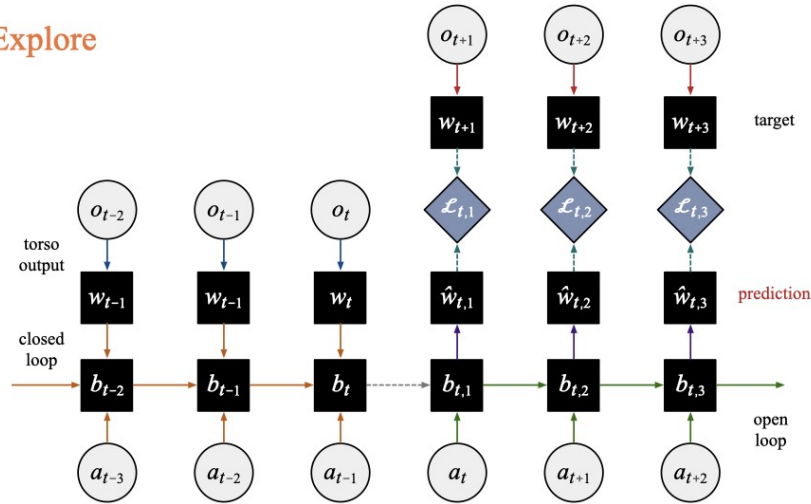 Explore
o_{t+1} o_{t+2} o_{t+3}
w_{t+1} w_{t+2} w_{t+3} target
o_{t−2} o_{t−1} o_t ℒ_{t,1} ℒ_{t,2} ℒ_{t,3}
torso
output
w_{t−1} w_{t−1} w_t ŵ_{t,1} ŵ_{t,2} ŵ_{t,3} prediction
closed
loop
b_{t−2} b_{t−1} b_t b_{t,1} b_{t,2} b_{t,3}
open
loop
a_{t−3} a_{t−2} a_{t−1} a_t a_{t+1} a_{t+2}